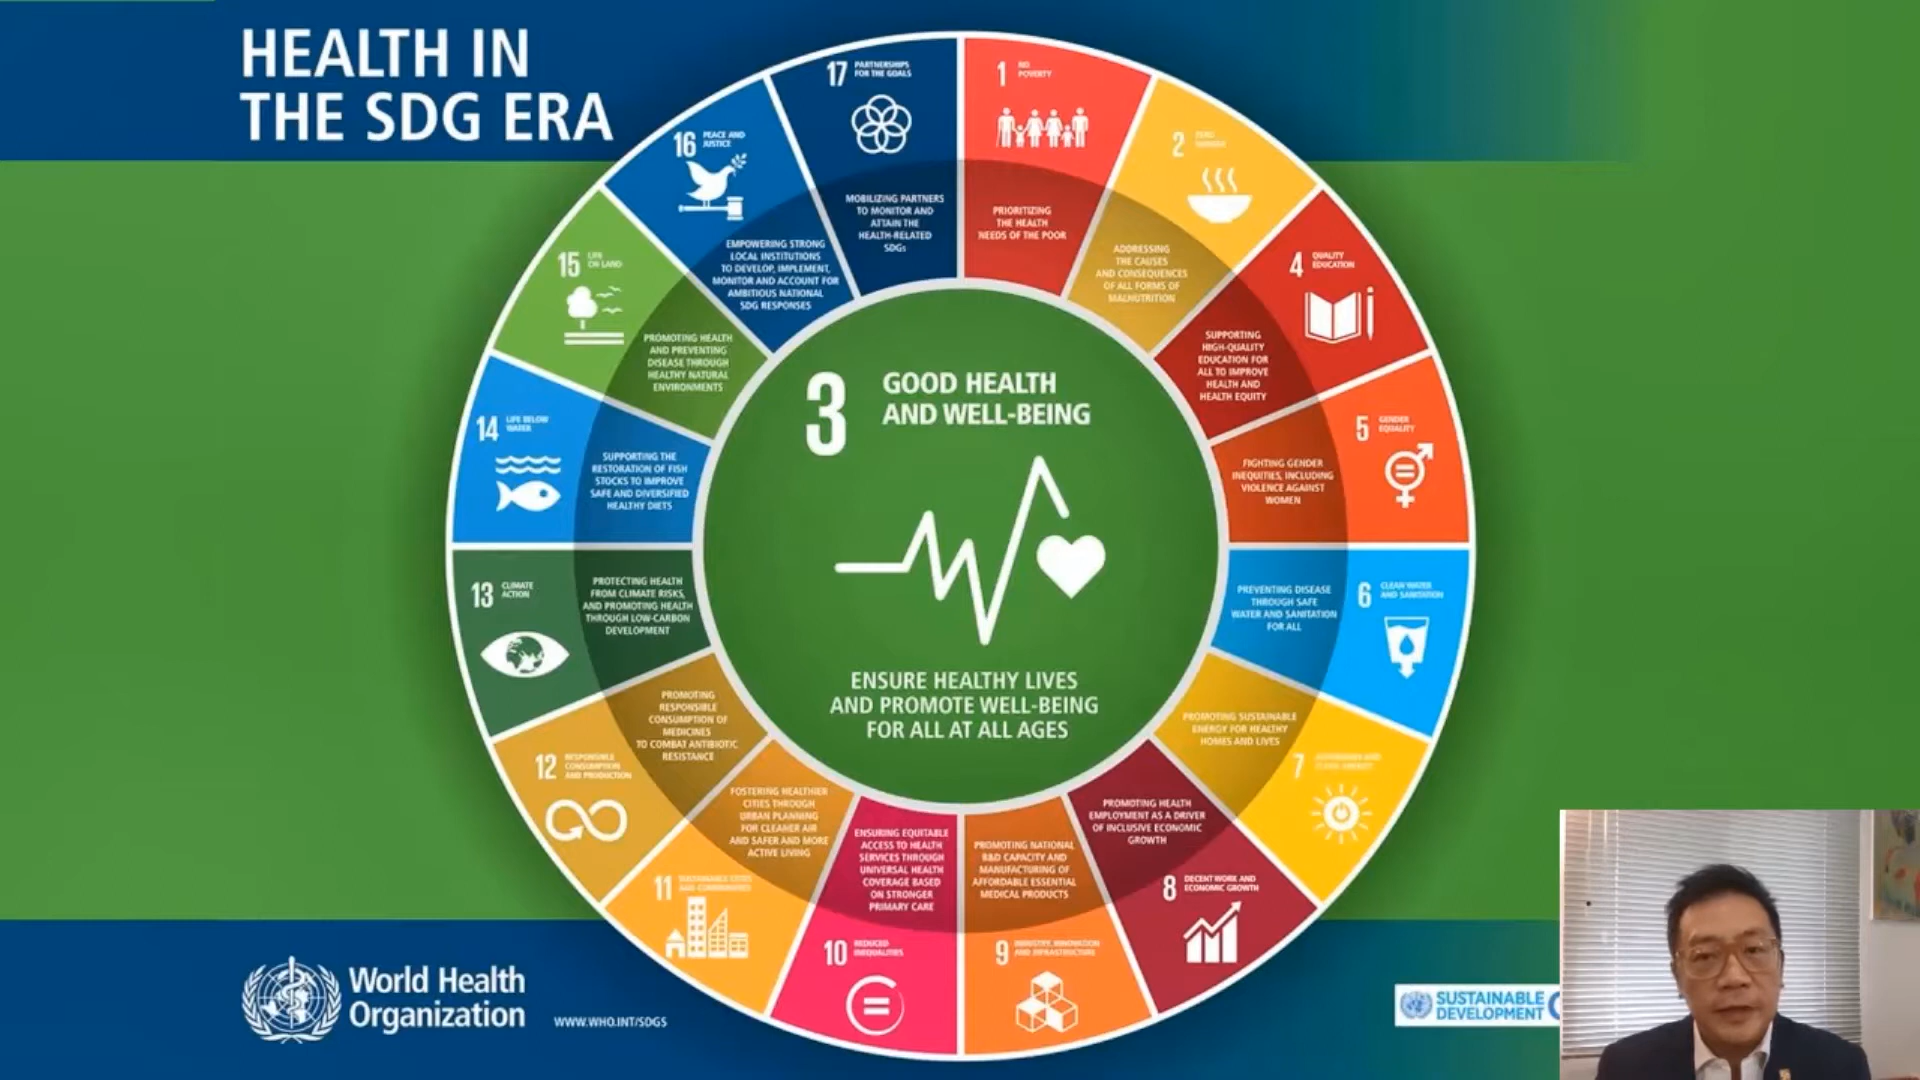 HEALTH IN
THE SDG ERA
17
PARTNERSHIPS
FOR THE GOALS
MOBILIZING PARTNERS
TO MONITOR AND
ATTAIN THE
HEALTH-RELATED
SDGs
1
NO
POVERTY
PRIORITIZING
THE HEALTH
NEEDS OF THE POOR
2
ZERO
HUNGER
ADDRESSING
THE CAUSES
AND CONSEQUENCES
OF ALL FORMS OF
MALNUTRITION
4
QUALITY
EDUCATION
SUPPORTING
HIGH-QUALITY
EDUCATION FOR
ALL TO IMPROVE
HEALTH AND
HEALTH EQUITY
5
GENDER
EQUALITY
FIGHTING GENDER
INEQUITIES, INCLUDING
VIOLENCE AGAINST
WOMEN
6
CLEAN WATER
AND SANITATION
PREVENTING DISEASE
THROUGH SAFE
WATER AND SANITATION
FOR ALL
7
PROMOTING SUSTAINABLE
ENERGY FOR HEALTHY
HOMES AND LIVES
8
DECENT WORK AND
ECONOMIC GROWTH
PROMOTING HEALTH
EMPLOYMENT AS A DRIVER
OF INCLUSIVE ECONOMIC
GROWTH
9
INDUSTRY, INNOVATION
AND INFRASTRUCTURE
PROMOTING NATIONAL
R&D CAPACITY AND
MANUFACTURING OF
AFFORDABLE ESSENTIAL
MEDICAL PRODUCTS
10
REDUCED
INEQUALITIES
ENSURING EQUITABLE
ACCESS TO HEALTH
SERVICES THROUGH
UNIVERSAL HEALTH
COVERAGE BASED
ON STRONGER
PRIMARY CARE
11
SUSTAINABLE CITIES
AND COMMUNITIES
FOSTERING HEALTHIER
CITIES THROUGH
URBAN PLANNING
FOR CLEANER AIR
AND SAFER AND MORE
ACTIVE LIVING
12
RESPONSIBLE
CONSUMPTION
AND PRODUCTION
PROMOTING
RESPONSIBLE
CONSUMPTION OF
MEDICINES
TO COMBAT ANTIBIOTIC
RESISTANCE
13
CLIMATE
ACTION
PROTECTING HEALTH
FROM CLIMATE RISKS,
AND PROMOTING HEALTH
THROUGH LOW-CARBON
DEVELOPMENT
14
LIFE BELOW
WATER
SUPPORTING THE
RESTORATION OF FISH
STOCKS TO IMPROVE
SAFE AND DIVERSIFIED
HEALTHY DIETS
15
LIFE
ON LAND
PROMOTING HEALTH
AND PREVENTING
DISEASE THROUGH
HEALTHY NATURAL
ENVIRONMENTS
16
PEACE AND
JUSTICE
EMPOWERING STRONG
LOCAL INSTITUTIONS
TO DEVELOP, IMPLEMENT,
MONITOR AND ACCOUNT FOR
AMBITIOUS NATIONAL
SDG RESPONSES
3
GOOD HEALTH
AND WELL-BEING
ENSURE HEALTHY LIVES
AND PROMOTE WELL-BEING
FOR ALL AT ALL AGES
World Health
Organization
WWW.WHO.INT/SDGS
SUSTAINABLE
DEVELOPMENT